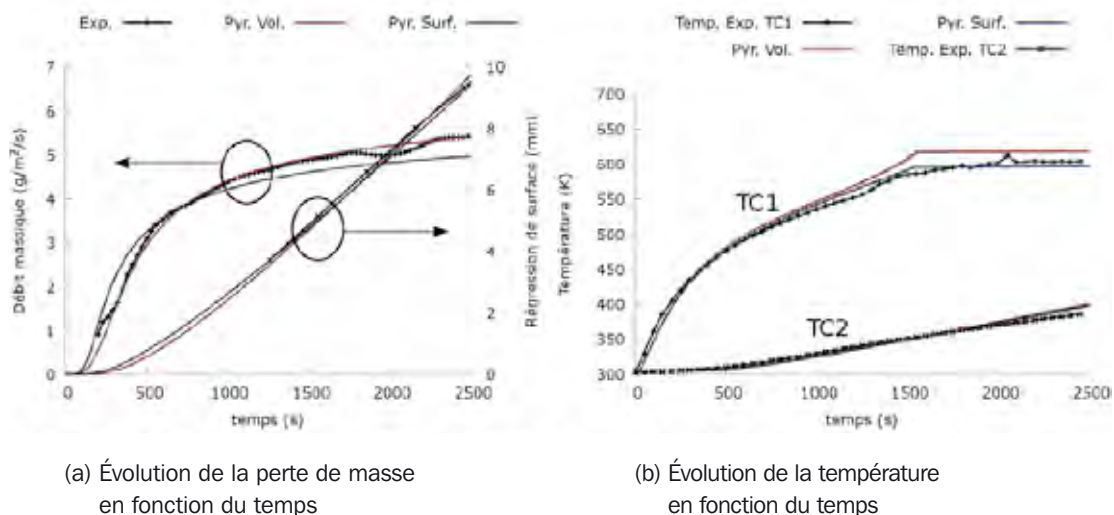 Exp. Pyr. Vol. Pyr. Surf.
7
6
5
4
3
2
1
0
Débit massique (g/m²/s)
10
8
6
4
2
0
Régression de surface (mm)
0 500 1000 1500 2000 2500
temps (s)
(a) Évolution de la perte de masse
en fonction du temps
Temp. Exp. TC1 Pyr. Surf.
Pyr. Vol. Temp. Exp. TC2
700
650
600
550
500
450
400
350
300
Température (K)
TC1
TC2
0 500 1000 1500 2000 2500
temps (s)
(b) Évolution de la température
en fonction du temps